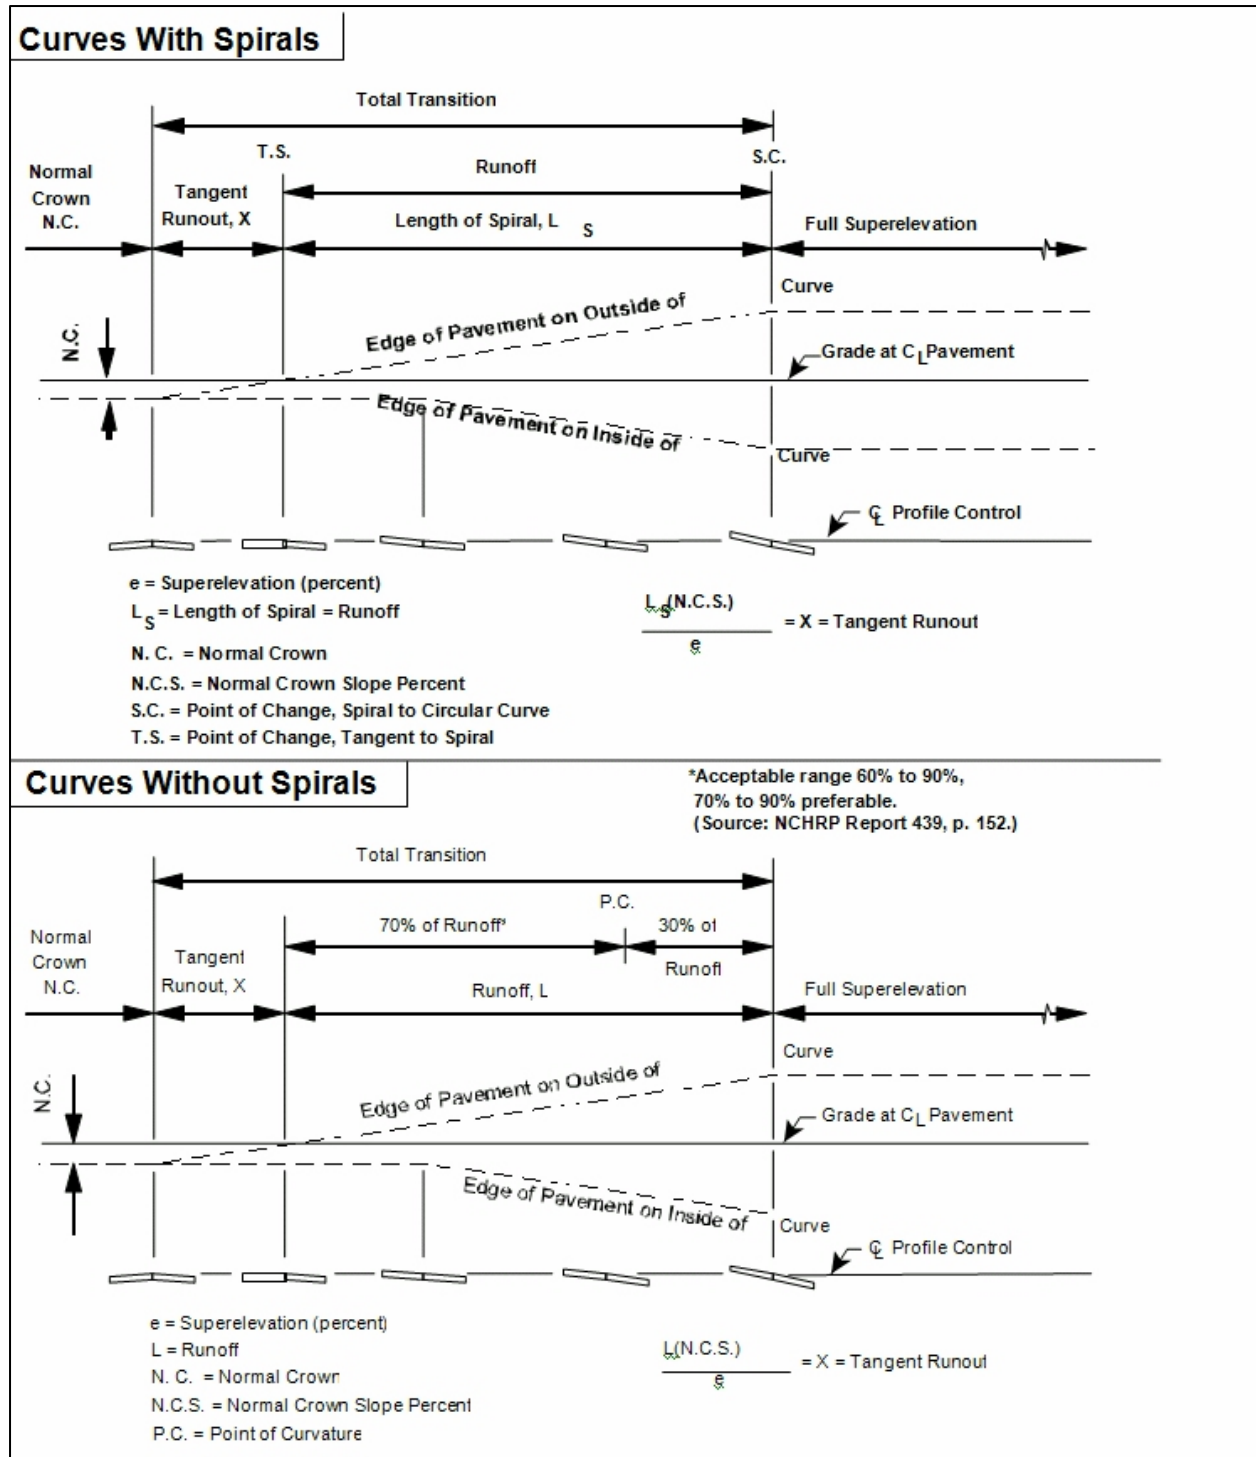 Curves With Spirals
Total Transition
T.S.
S.C.
Normal
Crown
N.C.
Tangent
Runout, X
Runoff
Length of Spiral, L S
Full Superelevation
Curve
Edge of Pavement on Outside of
N.C.
Grade at CL Pavement
Edge of Pavement on Inside of
Curve
CL Profile Control
e = Superelevation (percent)
LS = Length of Spiral = Runoff
N. C. = Normal Crown
N.C.S. = Normal Crown Slope Percent
S.C. = Point of Change, Spiral to Circular Curve
T.S. = Point of Change, Tangent to Spiral
LS(N.C.S.)
e
= X = Tangent Runout
Curves Without Spirals
*Acceptable range 60% to 90%,
70% to 90% preferable.
(Source: NCHRP Report 439, p. 152.)
Total Transition
P.C.
70% of Runoff*
30% of
Runoff
Normal
Crown
N.C.
Tangent
Runout, X
Runoff, L
Full Superelevation
Curve
Edge of Pavement on Outside of
N.C.
Grade at CL Pavement
Edge of Pavement on Inside of
Curve
CL Profile Control
e = Superelevation (percent)
L = Runoff
N. C. = Normal Crown
N.C.S. = Normal Crown Slope Percent
P.C. = Point of Curvature
L(N.C.S.)
e
= X = Tangent Runout